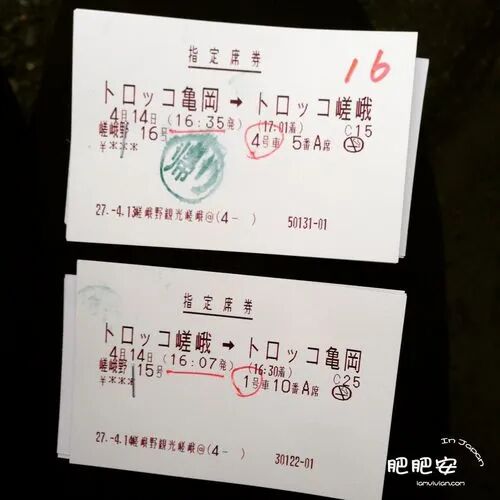 16
指定席券
トロッコ亀岡 → トロッコ嵯峨
4月14日 (16:35発) (17:01着) C15
嵯峨野 16号 4号車 5番A席
¥****
帰り
27.-4.13嵯峨野観光嵯峨@(4- ) 50131-01
指定席券
トロッコ嵯峨 → トロッコ亀岡
4月14日 (16:07発) (16:30着) C25
嵯峨野 15号 1号車 10番A席
¥****
27.-4.14嵯峨野観光嵯峨@(4- ) 30122-01
In Japan
肥肥安
iamvivian.com